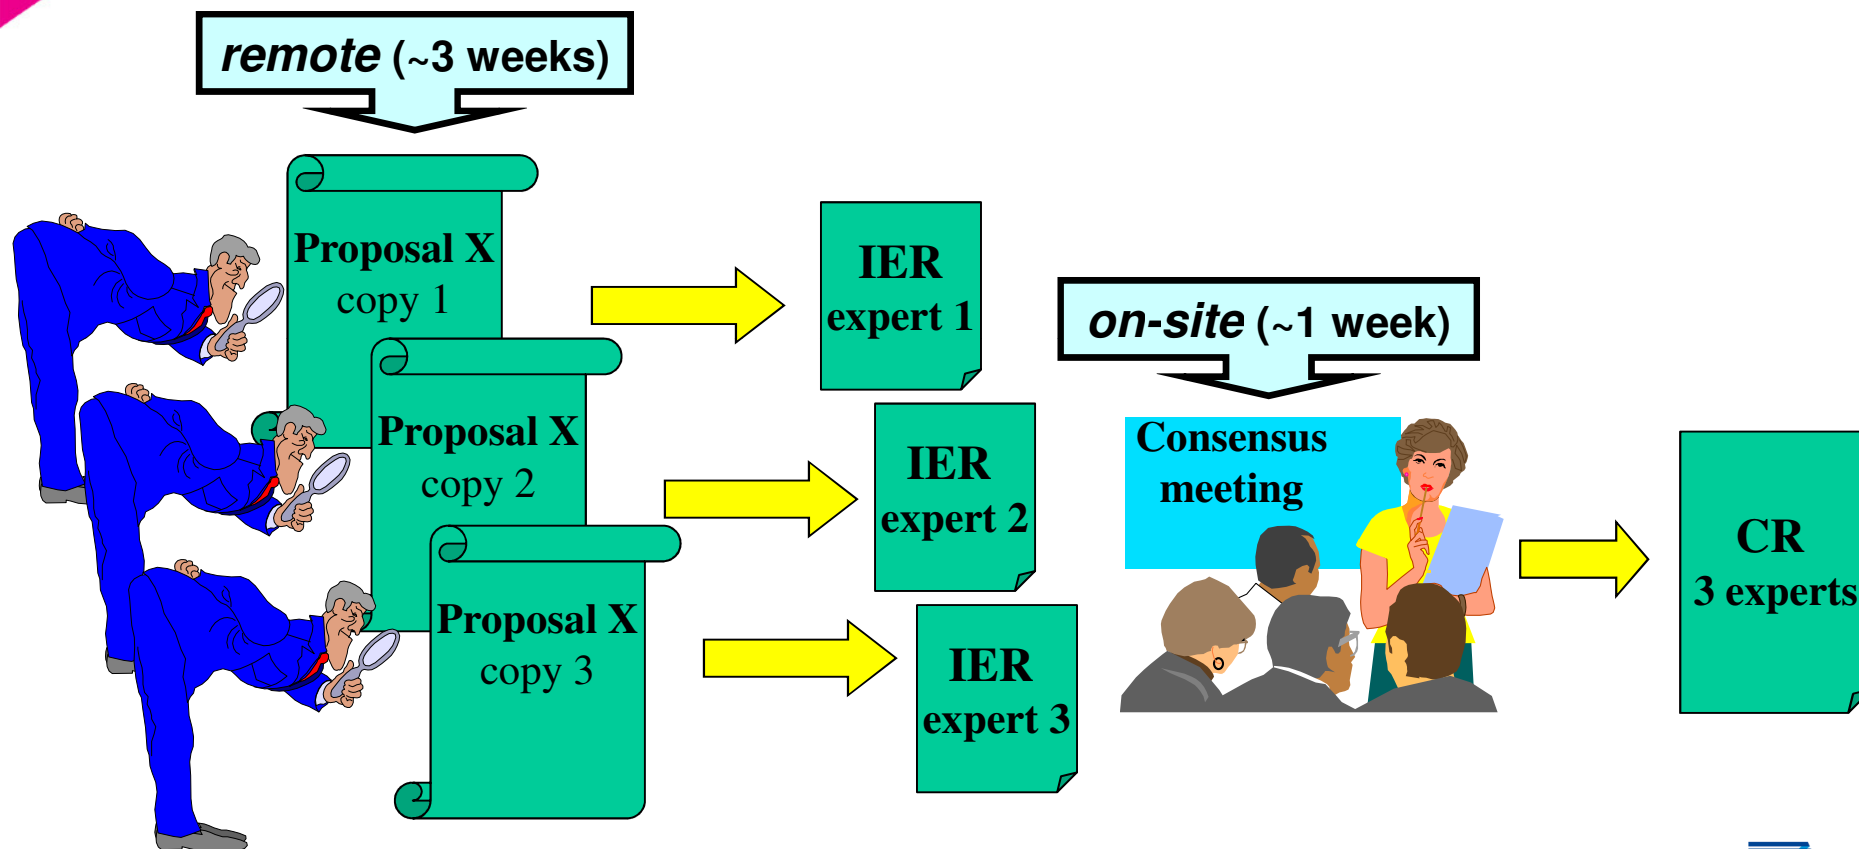 remote (~3 weeks)
Proposal X
copy 1
Proposal X
copy 2
Proposal X
copy 3
IER
expert 1
IER
expert 2
IER
expert 3
on-site (~1 week)
Consensus
meeting
CR
3 experts